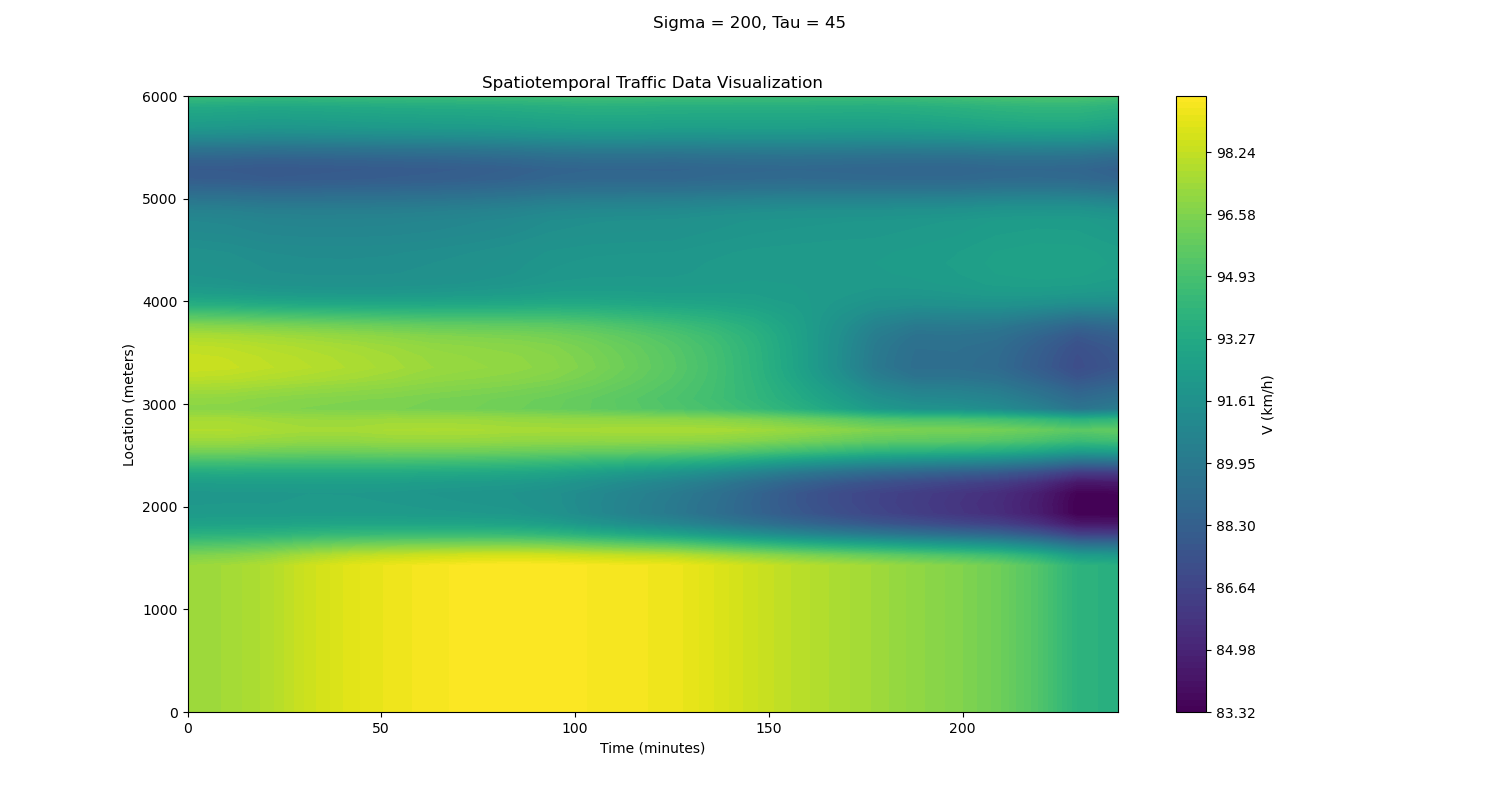 Sigma = 200, Tau = 45
Spatiotemporal Traffic Data Visualization
6000
5000
4000
3000
2000
1000
0
Location (meters)
0 50 100 150 200
Time (minutes)
98.24
96.58
94.93
93.27
91.61
89.95
88.30
86.64
84.98
83.32
V (km/h)